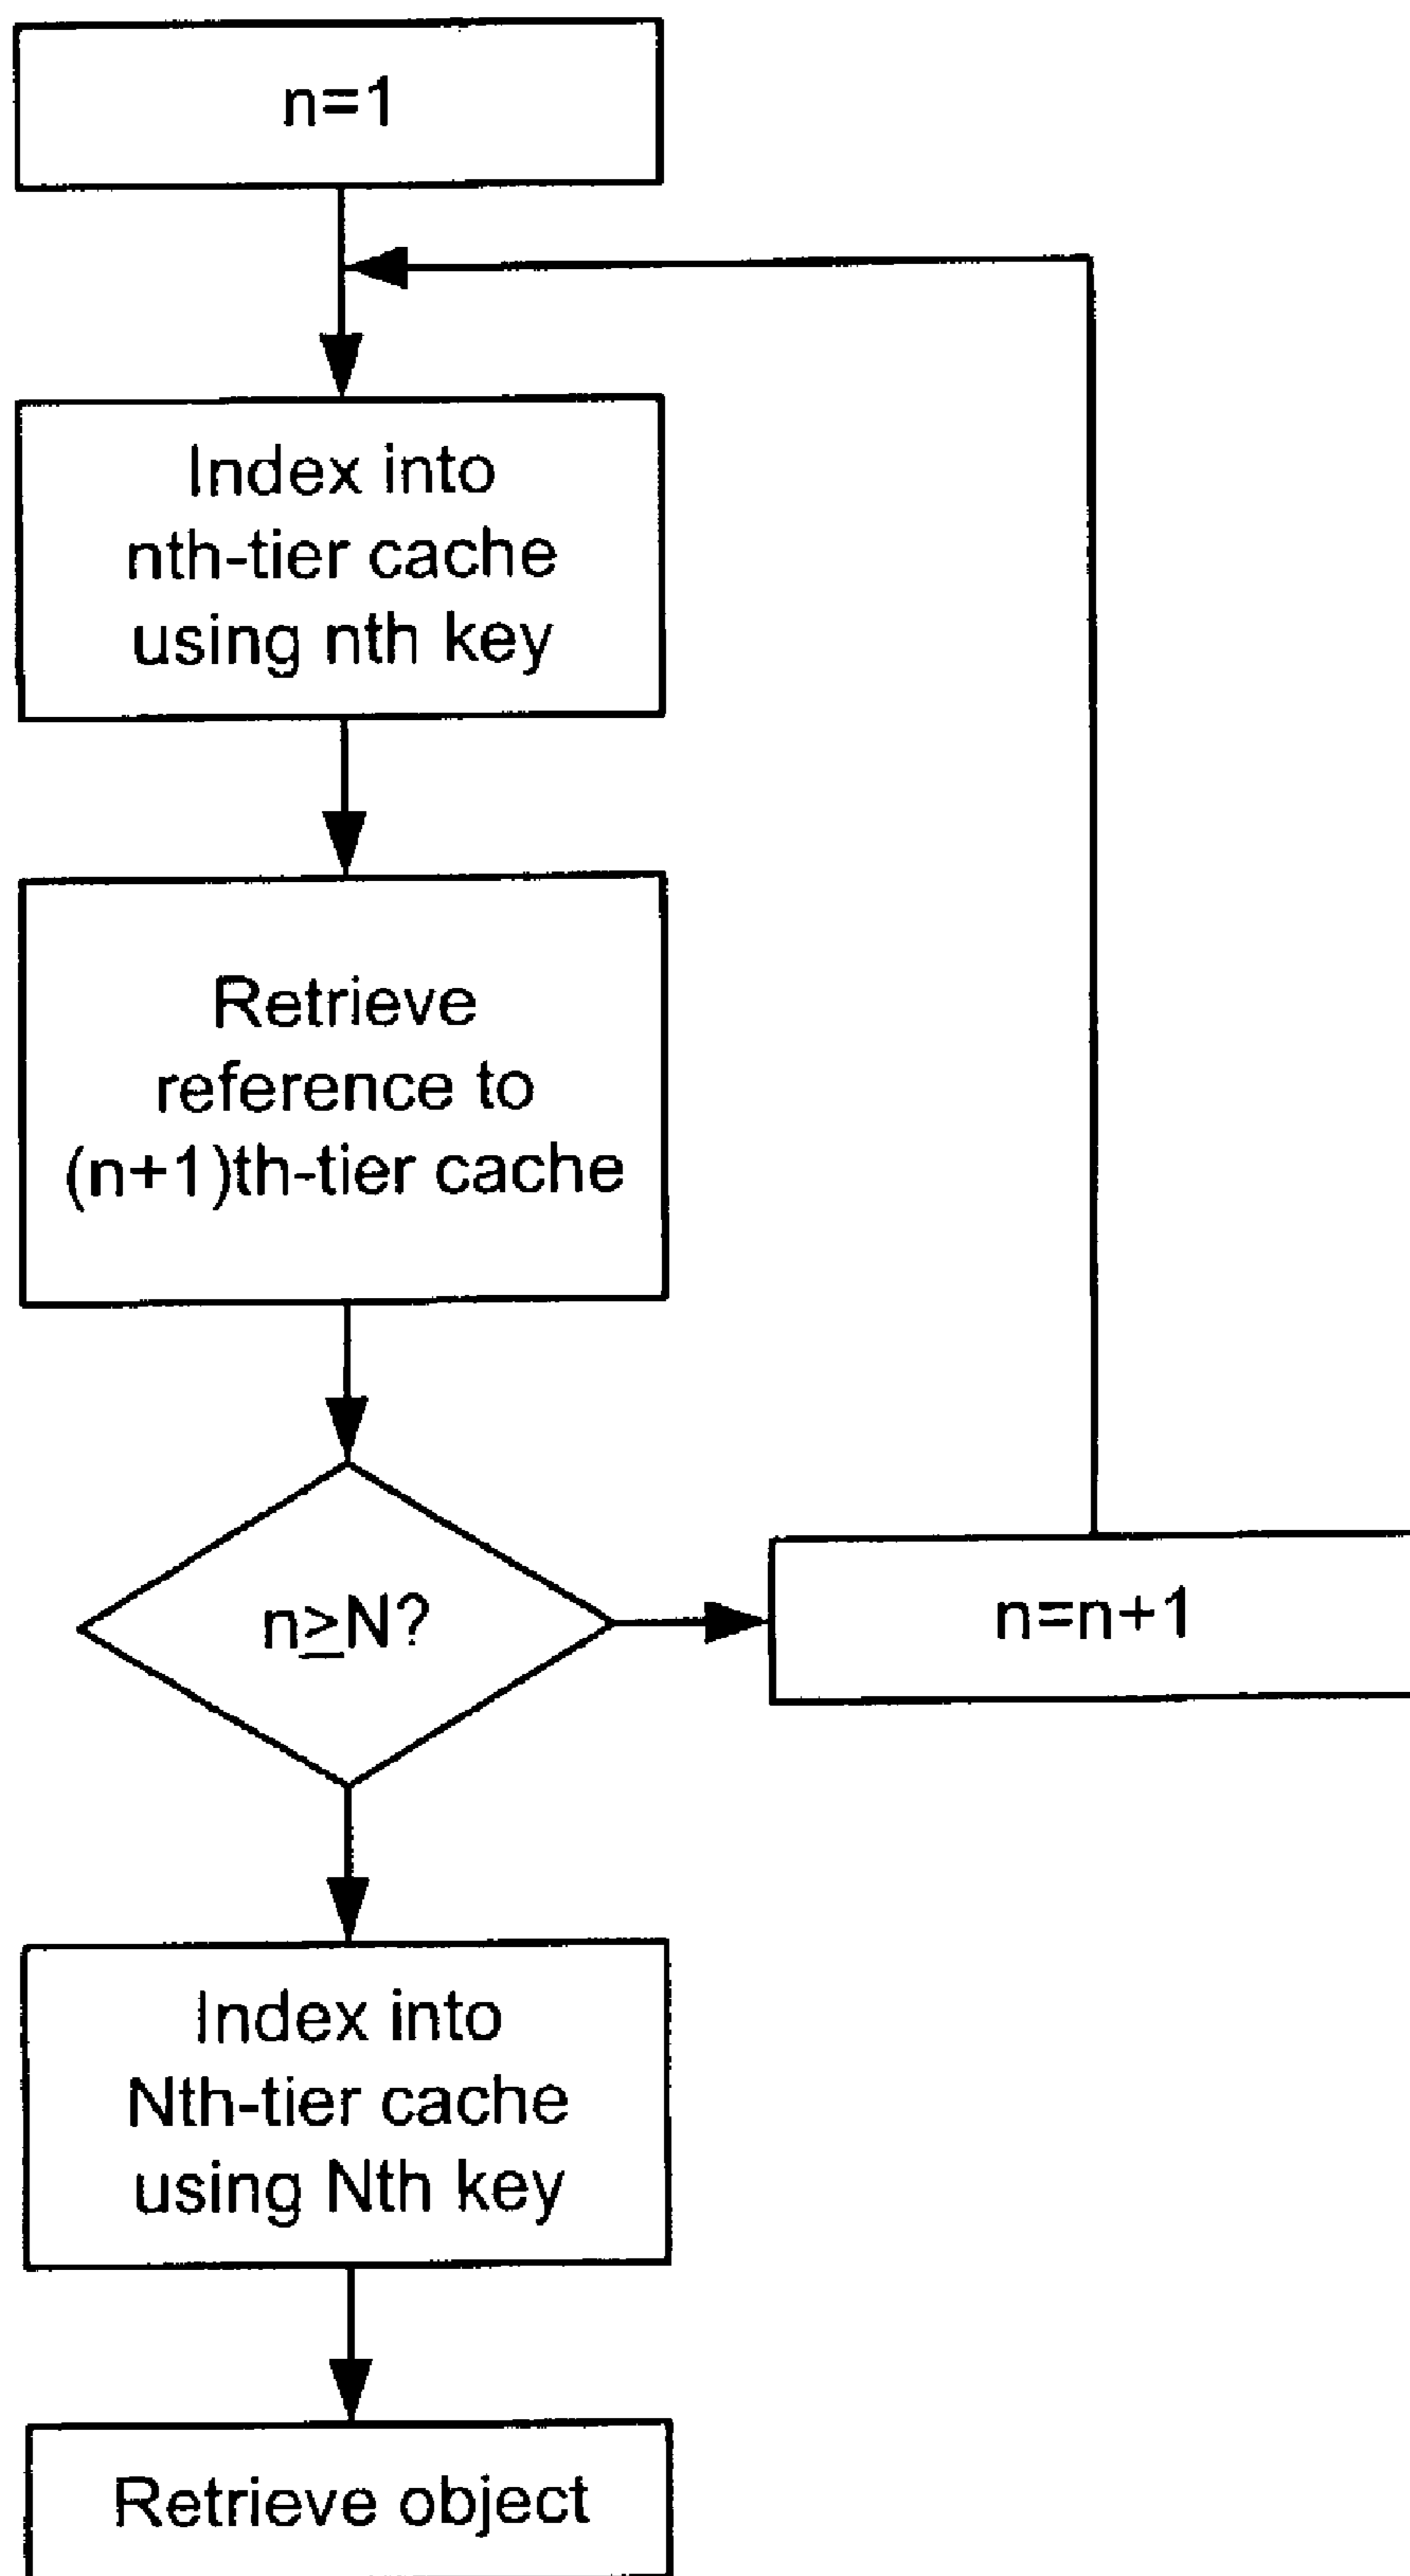 n=1
Index into
nth-tier cache
using nth key
Retrieve
reference to
(n+1)th-tier cache
n≥N?
n=n+1
Index into
Nth-tier cache
using Nth key
Retrieve object